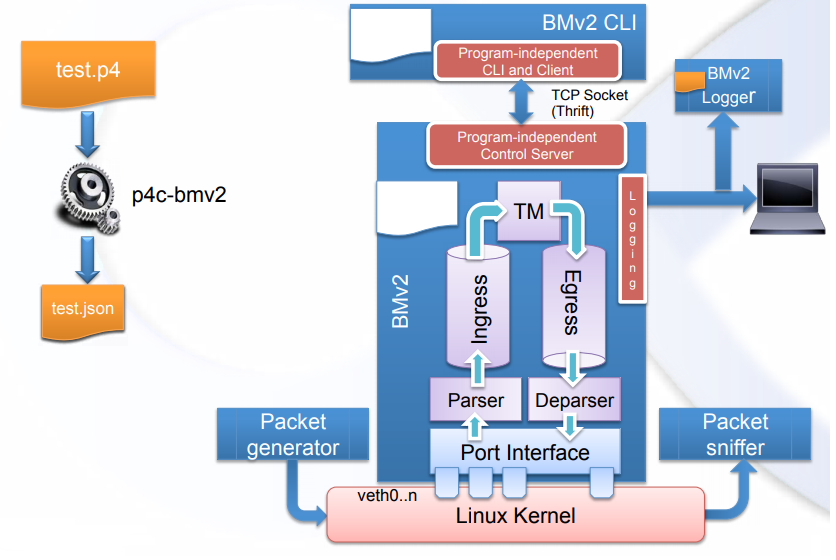 BMv2 CLI
test.p4
Program-independent
CLI and Client
BMv2
Logger
TCP Socket
(Thrift)
Program-independent
Control Server
p4c-bmv2
TM
Logging
Ingress
Egress
BMv2
test.json
Parser
Deparser
Packet
generator
Packet
sniffer
Port Interface
veth0..n
Linux Kernel